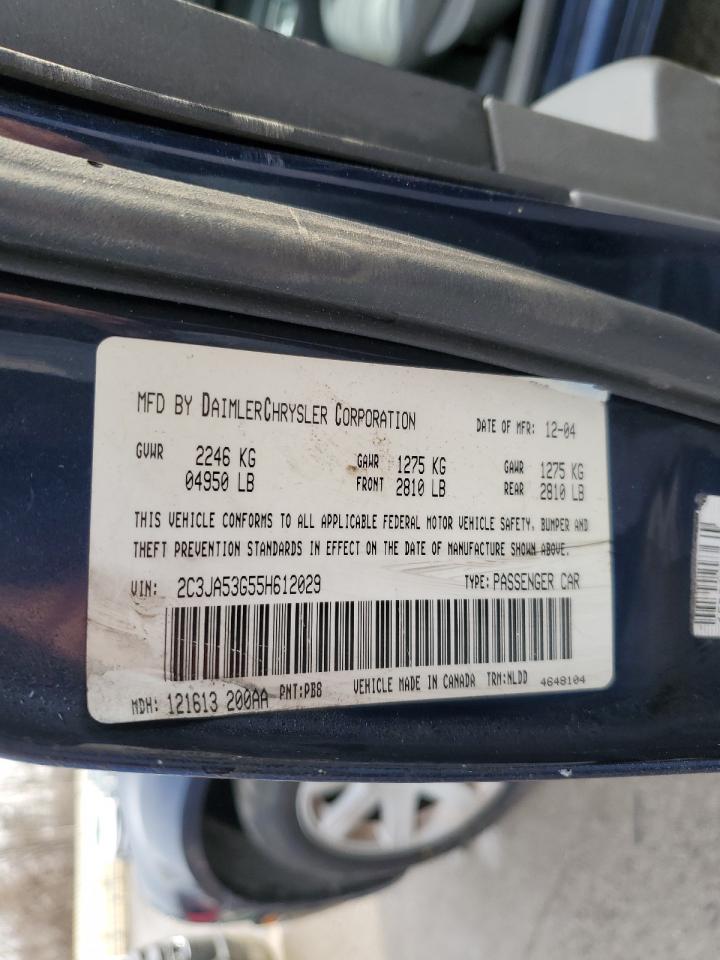 MFD BY DAIMLERCHRYSLER CORPORATION DATE OF MFR: 12-04
GVWR 2246 KG GAWR 1275 KG GAWR 1275 KG
04950 LB FRONT 2810 LB REAR 2810 LB
THIS VEHICLE CONFORMS TO ALL APPLICABLE FEDERAL MOTOR VEHICLE SAFETY, BUMPER AND
THEFT PREVENTION STANDARDS IN EFFECT ON THE DATE OF MANUFACTURE SHOWN ABOVE.
VIN: 2C3JA53G55H612029 TYPE: PASSENGER CAR
MDH: 121613 200AA PNT:PB8 VEHICLE MADE IN CANADA TRM:NLDD 4648104